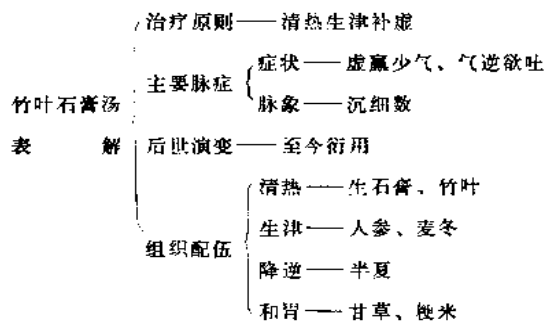 治疗原则——清热生津补虚
主要脉症
症状——虚羸少气、气逆欲吐
脉象——沉细数
竹叶石膏汤
表解
后世演变——至今衍用
组织配伍
清热——生石膏、竹叶
生津——人参、麦冬
降逆——半夏
和胃——甘草、粳米